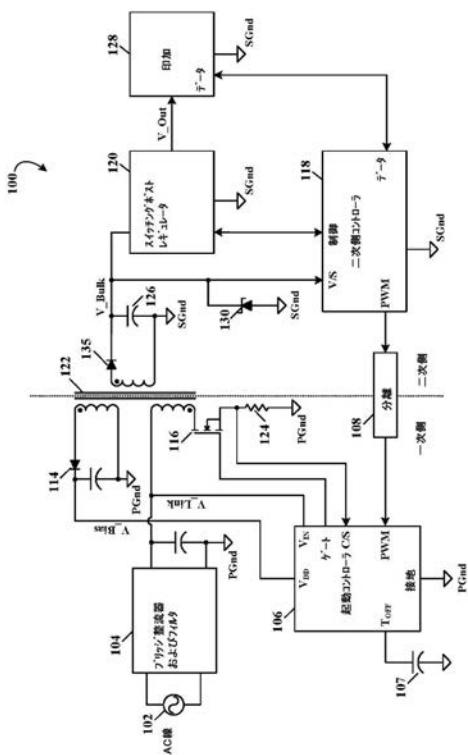 100
102
AC線
104
ブリッジ整流器
およびフィルタ
PGnd
V_Link
V_Bias
114
PGnd
122
135
V_Bulk
126
SGnd
120
スイッチングポスト
レギュレータ
SGnd
V_Out
128
印加
データ
SGnd
116
124
PGnd
130
SGnd
106
V_DD
V_IN
ゲート
起動コントローラ C/S
T_OFF
接地
PWM
107
PGnd
108
分離
一次側
二次側
118
V/S
制御
二次側コントローラ
PWM
データ
SGnd